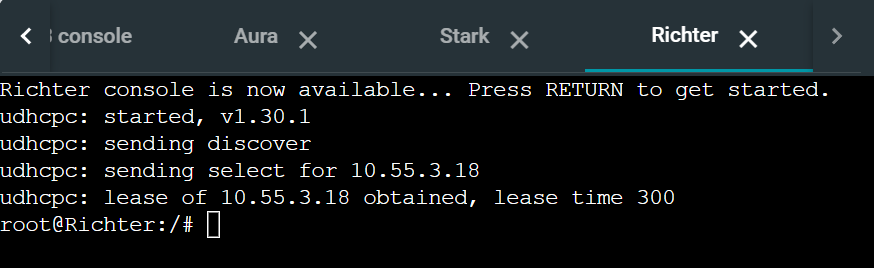 console
Aura
Stark
Richter
Richter console is now available... Press RETURN to get started.
udhcpc: started, v1.30.1
udhcpc: sending discover
udhcpc: sending select for 10.55.3.18
udhcpc: lease of 10.55.3.18 obtained, lease time 300
root@Richter:/#